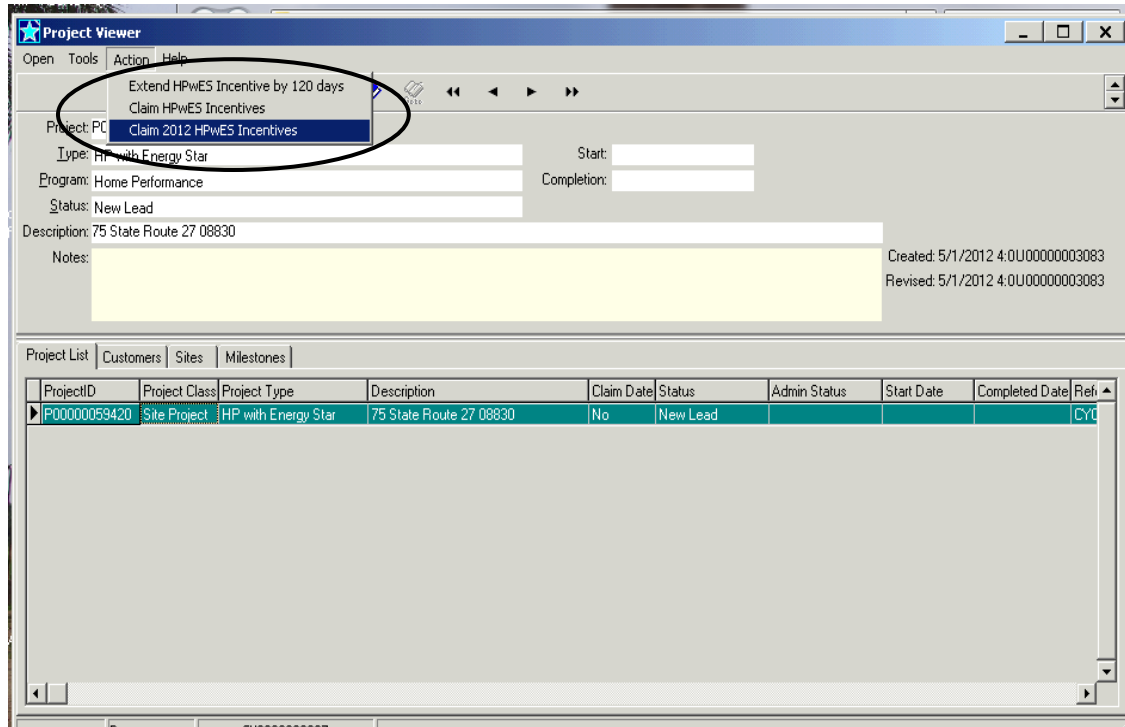 Project Viewer
Open Tools Action Help
Extend HPwES Incentive by 120 days
Claim HPwES Incentives
Claim 2012 HPwES Incentives
Project:
Type: HP with Energy Star Start:
Program: Home Performance Completion:
Status: New Lead
Description: 75 State Route 27 08830
Notes: Created: 5/1/2012 4:0U00000003083
Revised: 5/1/2012 4:0U00000003083
Project List Customers Sites Milestones
ProjectID Project Class Project Type Description Claim Date Status Admin Status Start Date Completed Date
P00000059420 Site Project HP with Energy Star 75 State Route 27 08830 No New Lead